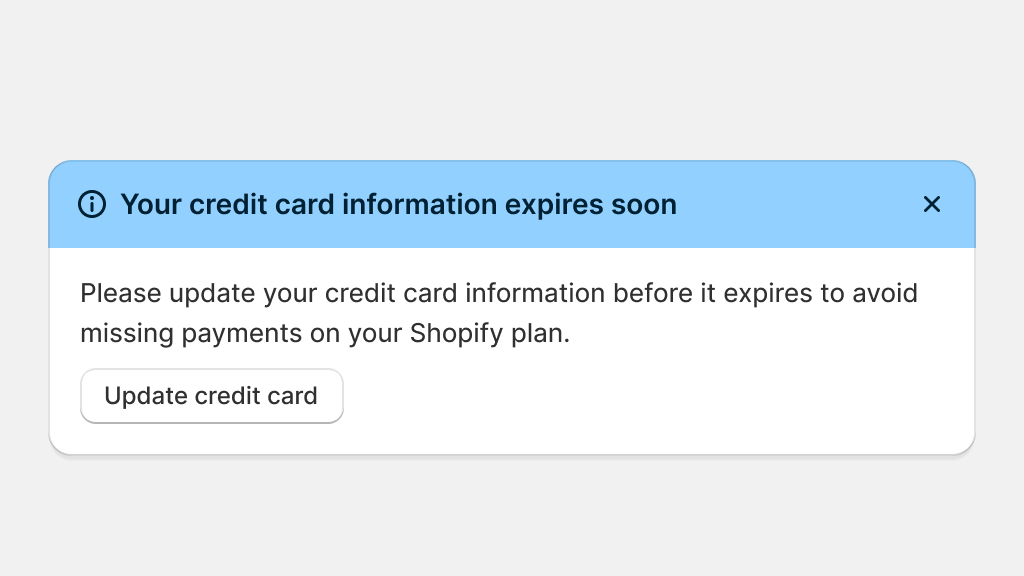 Your credit card information expires soon
Please update your credit card information before it expires to avoid
missing payments on your Shopify plan.
Update credit card